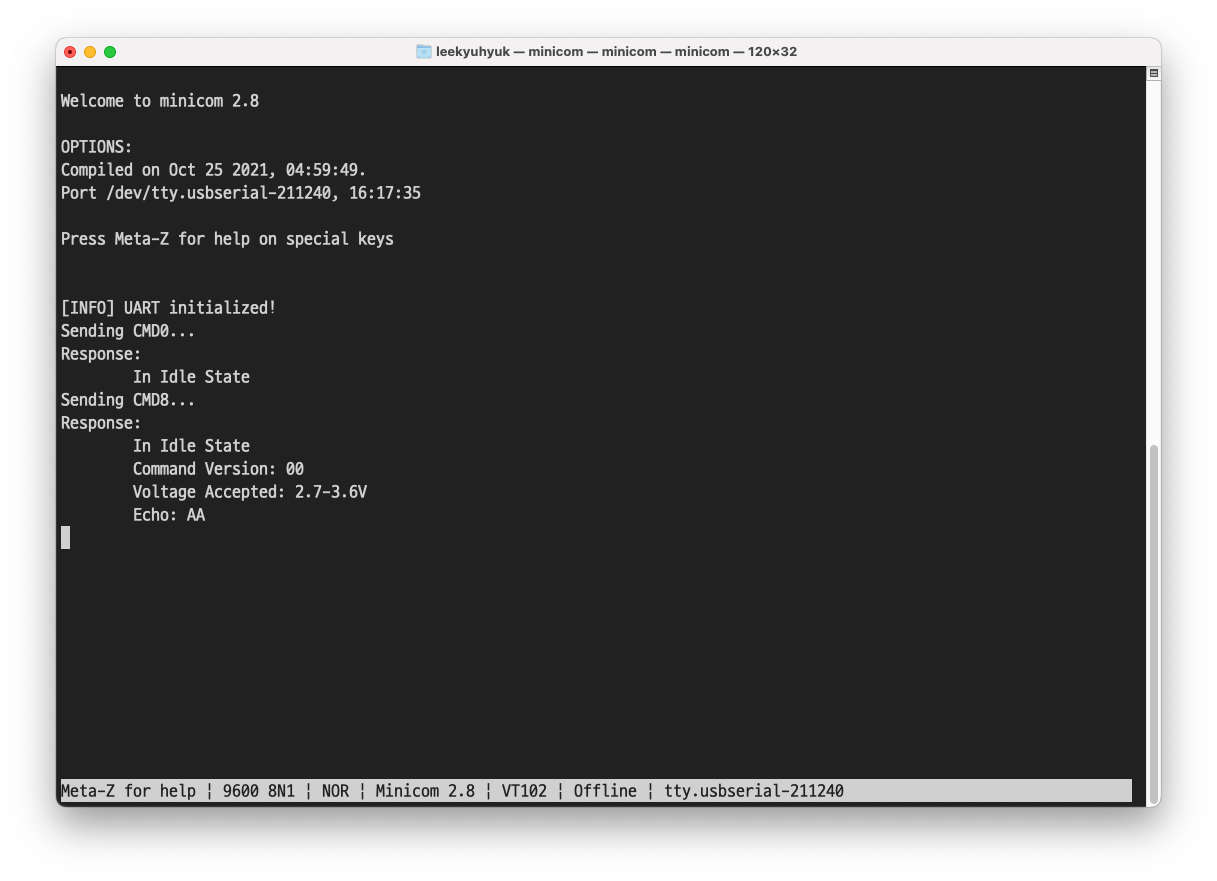 leekyuhyuk — minicom — minicom — minicom — 120×32
Welcome to minicom 2.8
OPTIONS:
Compiled on Oct 25 2021, 04:59:49.
Port /dev/tty.usbserial-211240, 16:17:35
Press Meta-Z for help on special keys
[INFO] UART initialized!
Sending CMD0...
Response:
In Idle State
Sending CMD8...
Response:
In Idle State
Command Version: 00
Voltage Accepted: 2.7-3.6V
Echo: AA
Meta-Z for help ¦ 9600 8N1 ¦ NOR ¦ Minicom 2.8 ¦ VT102 ¦ Offline ¦ tty.usbserial-211240